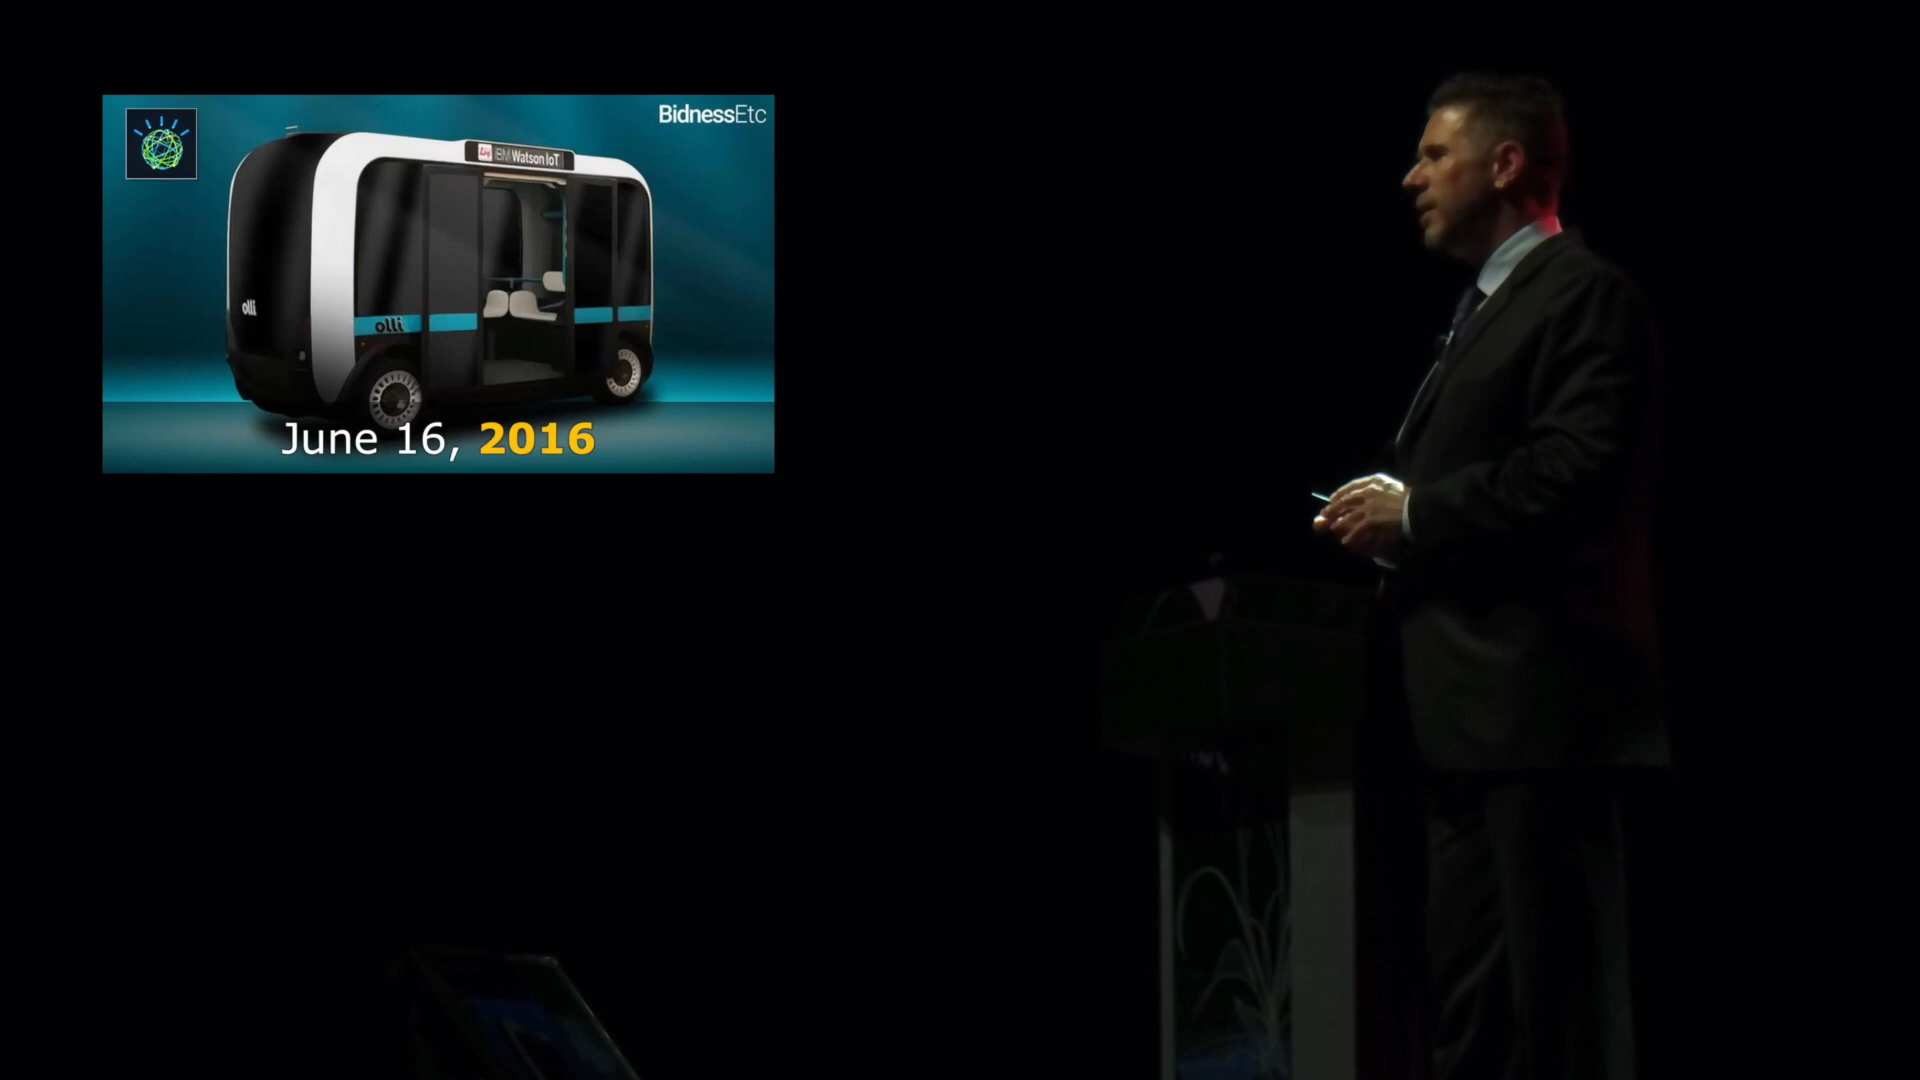 BidnessEtc
IBM Watson IoT
olli
olli
June 16, 2016